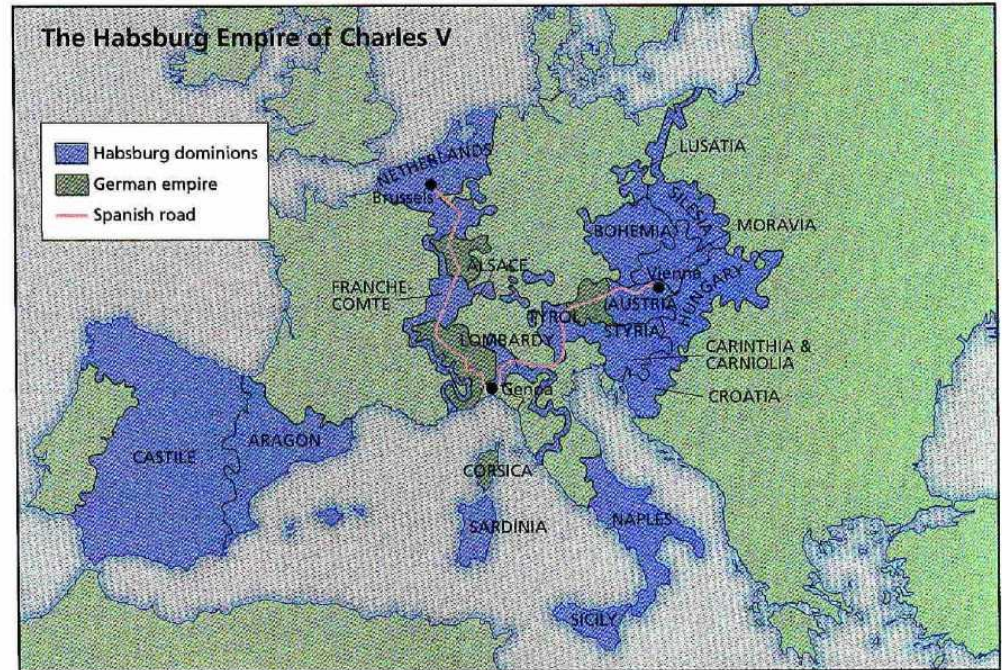 The Habsburg Empire of Charles V
Habsburg dominions
German empire
Spanish road
NETHERLANDS
Brussels
LUSATIA
SILESIA
BOHEMIA
MORAVIA
ALSACE
FRANCHE-
COMTE
Vienna
HUNGARY
AUSTRIA
TYROL
STYRIA
LOMBARDY
CARINTHIA &
CARNIOLIA
CROATIA
Genoa
ARAGON
CASTILE
CORSICA
SARDINIA
NAPLES
SICILY